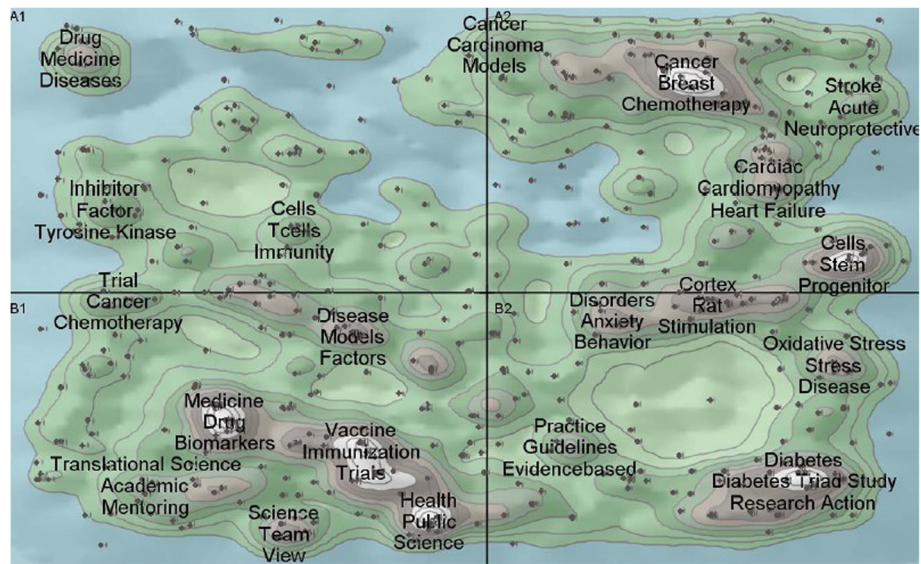 A1
Drug
Medicine
Diseases
Inhibitor
Factor
Tyrosine Kinase
Cells
Tcells
Immunity
Trial
Cancer
Chemotherapy
A2
Cancer
Carcinoma
Models
Cancer
Breast
Chemotherapy
Stroke
Acute
Neuroprotective
Cardiac
Cardiomyopathy
Heart Failure
Cells
Stem
Progenitor
Cortex
Rat
Stimulation
B1
Disease
Models
Factors
Medicine
Drug
Biomarkers
Vaccine
Immunization
Trials
Translational Science
Academic
Mentoring
Health
Public
Science
Science
Team
View
B2
Disorders
Anxiety
Behavior
Oxidative Stress
Stress
Disease
Practice
Guidelines
Evidencebased
Diabetes
Diabetes Triad Study
Research Action